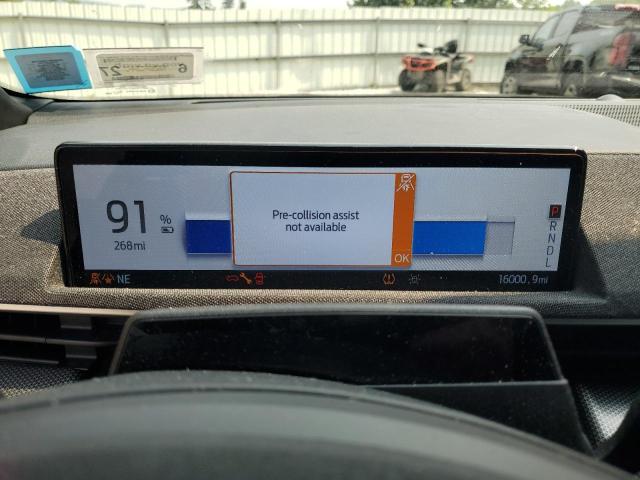 91 %
268mi
Pre-collision assist
not available
OK
P
R
N
D
L
NE
16000.9mi